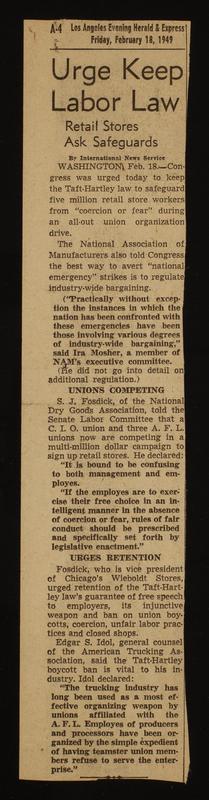 A-4 Los Angeles Evening Herald & Express
Friday, February 18, 1949
Urge Keep
Labor Law
Retail Stores
Ask Safeguards
By International News Service
WASHINGTON, Feb. 18.—Con-
gress was urged today to keep
the Taft-Hartley law to safeguard
five million retail store workers
from "coercion or fear" during
an all-out union organization
drive.
The National Association of
Manufacturers also told Congress
the best way to avert "national
emergency" strikes is to regulate
industry-wide bargaining.
("Practically without excep-
tion the instances in which the
nation has been confronted with
these emergencies have been
those involving various degrees
of industry-wide bargaining,"
said Ira Mosher, a member of
NAM's executive committee.
(He did not go into detail on
additional regulation.)
UNIONS COMPETING
S. J. Fosdick, of the National
Dry Goods Association, told the
Senate Labor Committee that a
C. I. O. union and three A. F. L.
unions now are competing in a
multi-million dollar campaign to
sign up retail stores. He declared:
"It is bound to be confusing
to both management and em-
ployes.
"If the employes are to exer-
cise their free choice in an in-
telligent manner in the absence
of coercion or fear, rules of fair
conduct should be prescribed
and specifically set forth by
legislative enactment."
URGES RETENTION
Fosdick, who is vice president
of Chicago's Wieboldt Stores,
urged retention of the Taft-Hart-
ley law's guarantee of free speech
to employers, its injunctive
weapon and ban on union boy-
cotts, coercion, unfair labor prac-
tices and closed shops.
Edgar S. Idol, general counsel
of the American Trucking As-
sociation, said the Taft-Hartley
boycott ban is vital to his in-
dustry. Idol declared:
"The trucking industry has
long been used as a most ef-
fective organizing weapon by
unions affiliated with the
A. F. L. Employes of producers
and processors have been or-
ganized by the simple expedient
of having teamster union mem-
bers refuse to serve the enter-
prise."